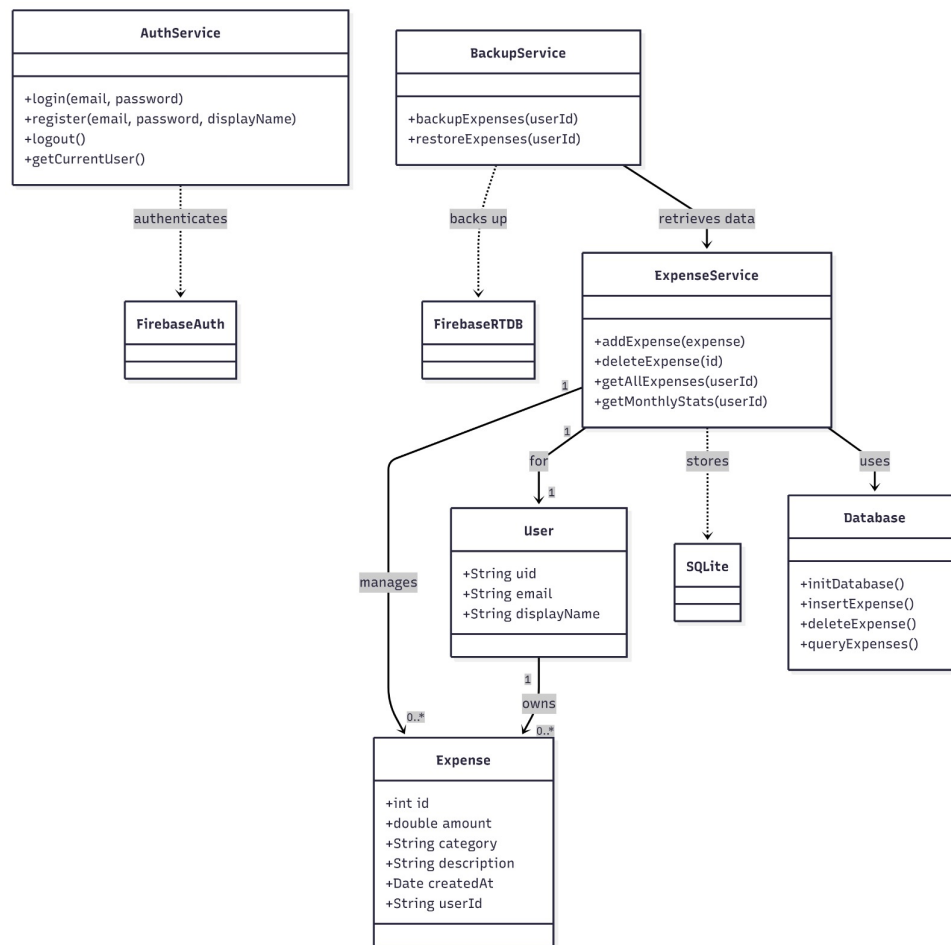 AuthService
+login(email, password)
+register(email, password, displayName)
+logout()
+getCurrentUser()
BackupService
+backupExpenses(userId)
+restoreExpenses(userId)
authenticates
backs up
retrieves data
FirebaseAuth
FirebaseRTDB
ExpenseService
+addExpense(expense)
+deleteExpense(id)
+getAllExpenses(userId)
+getMonthlyStats(userId)
1
1
for
stores
uses
1
User
+String uid
+String email
+String displayName
SQLite
Database
+initDatabase()
+insertExpense()
+deleteExpense()
+queryExpenses()
manages
1
owns
0..*
0..*
Expense
+int id
+double amount
+String category
+String description
+Date createdAt
+String userId